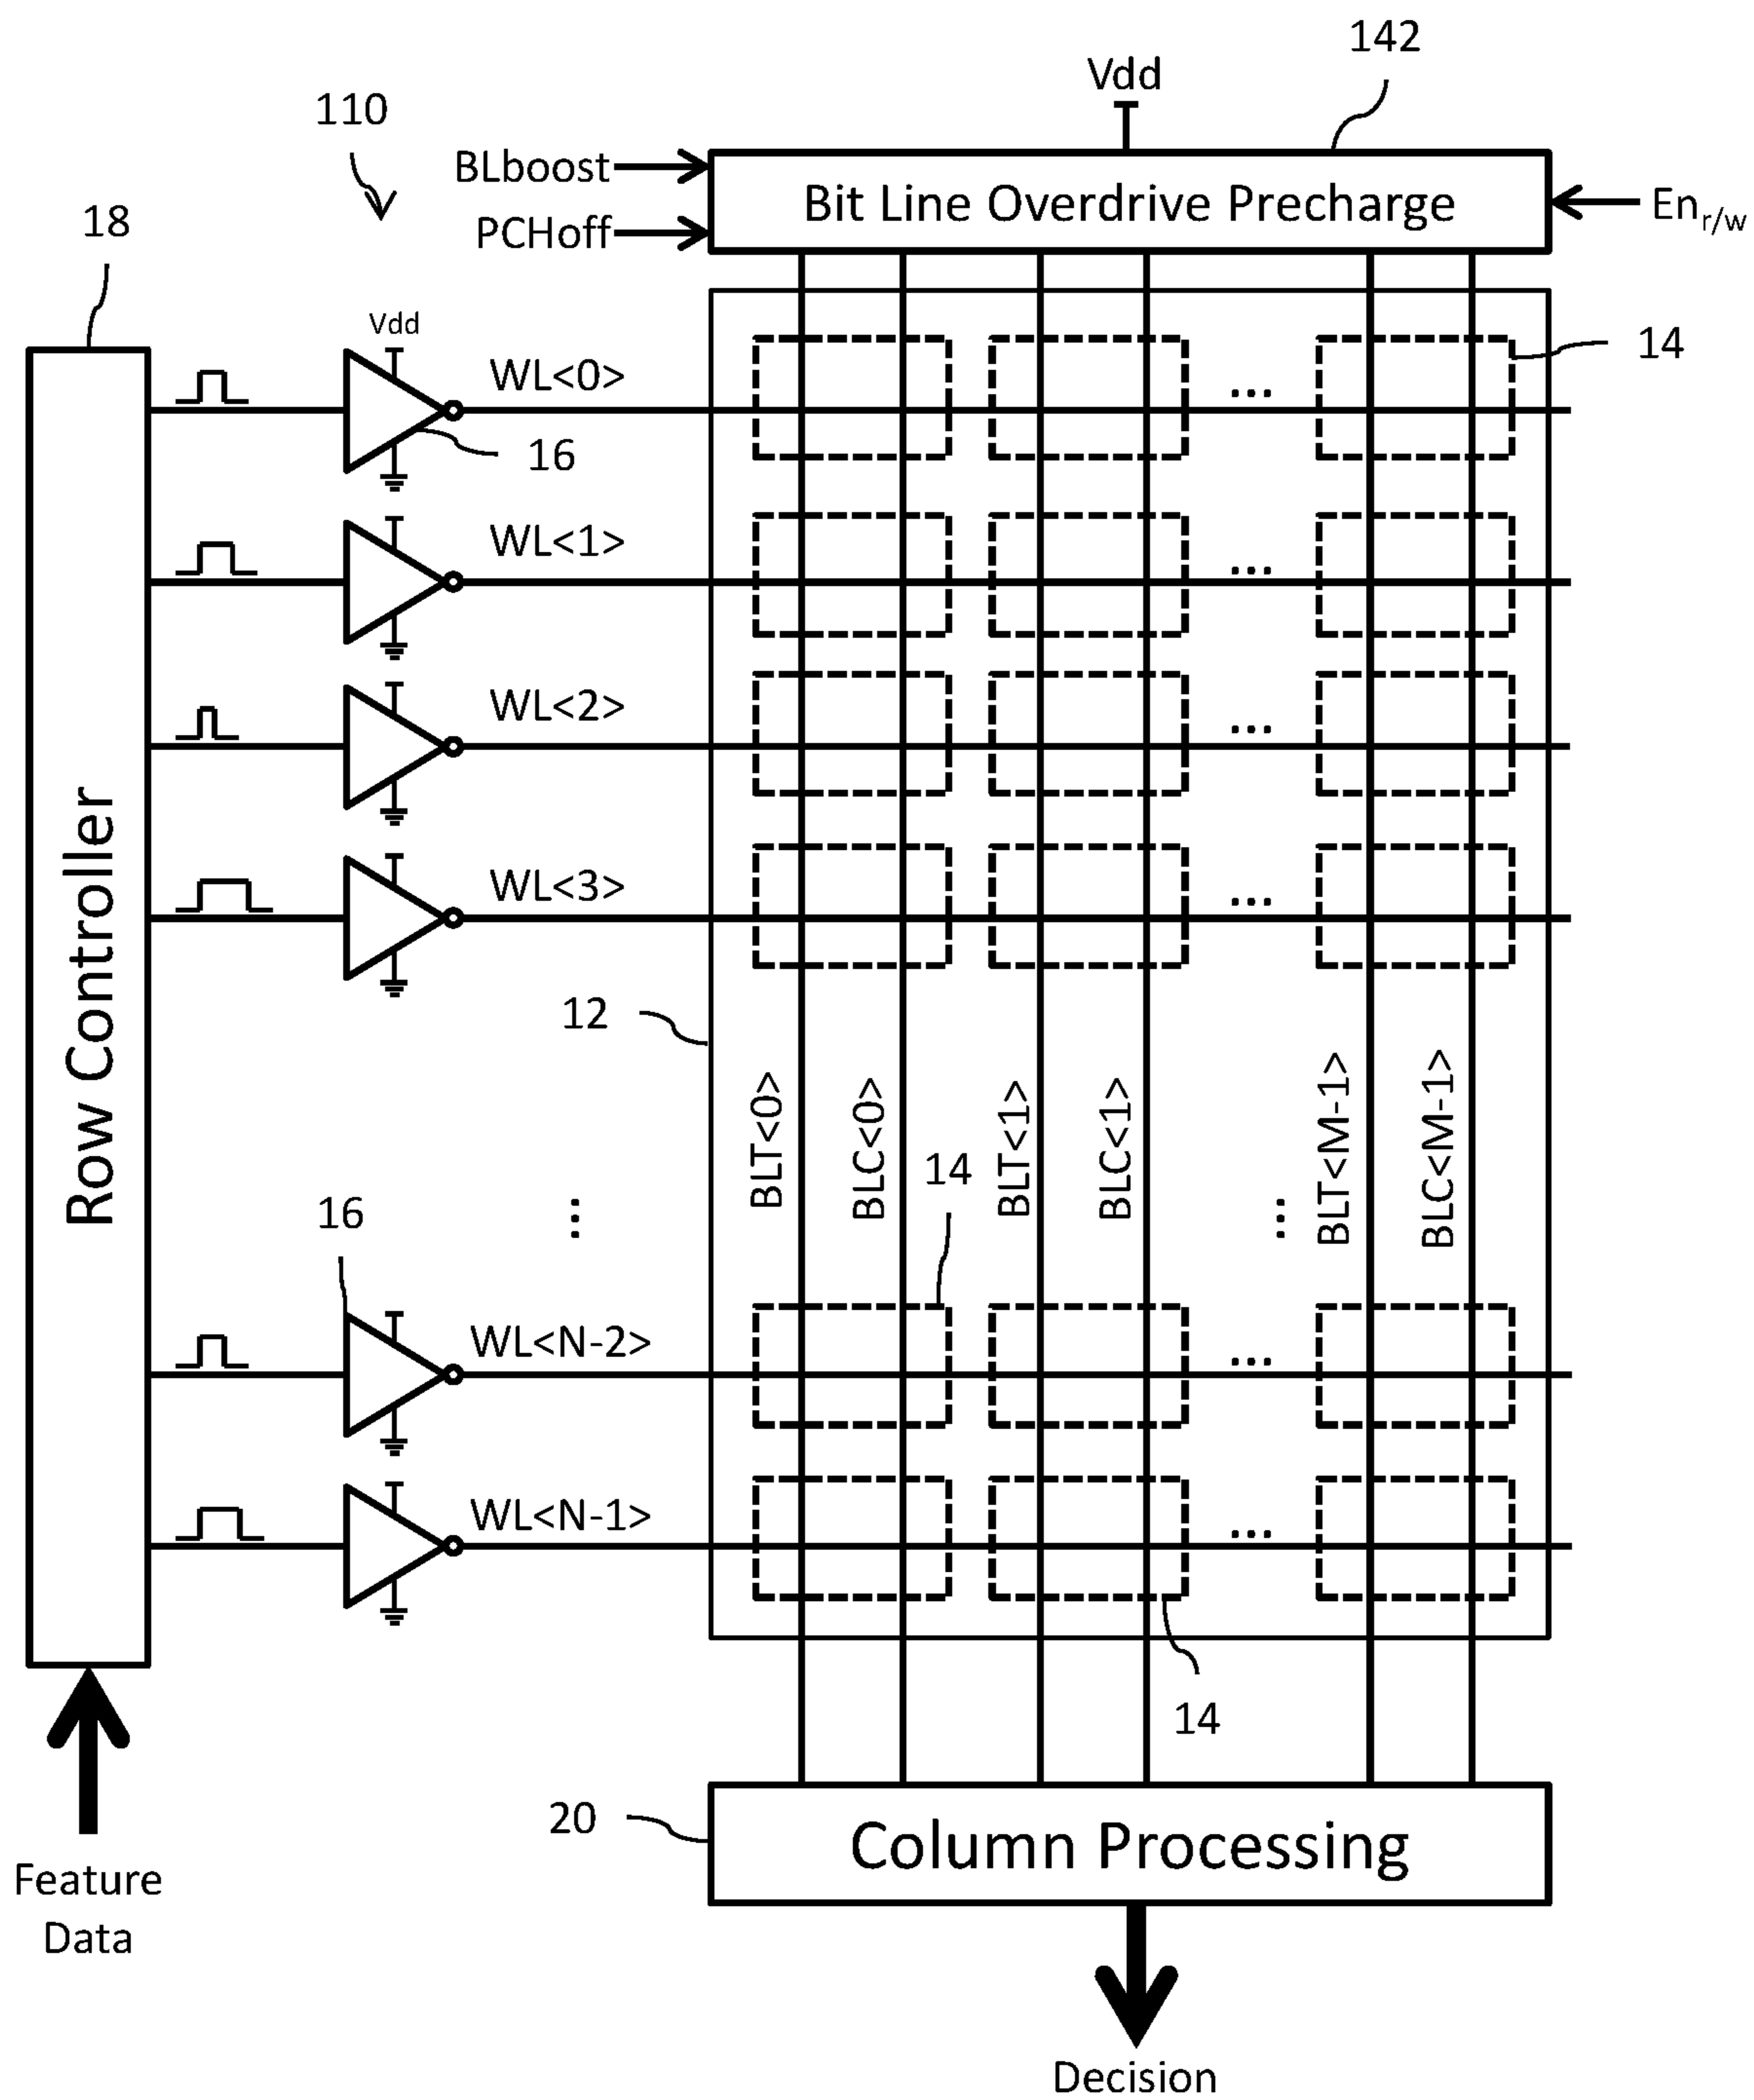 142
Vdd
110
BLboost
Bit Line Overdrive Precharge
En r/w
PCHoff
18
Vdd
14
WL<0>
...
16
WL<1>
...
WL<2>
...
WL<3>
...
Row Controller
12
BLT<0>
BLC<0>
BLT<1>
BLC<1>
BLT<M-1>
BLC<M-1>
14
16
...
...
WL<N-2>
...
WL<N-1>
...
14
20
Column Processing
Feature
Data
Decision